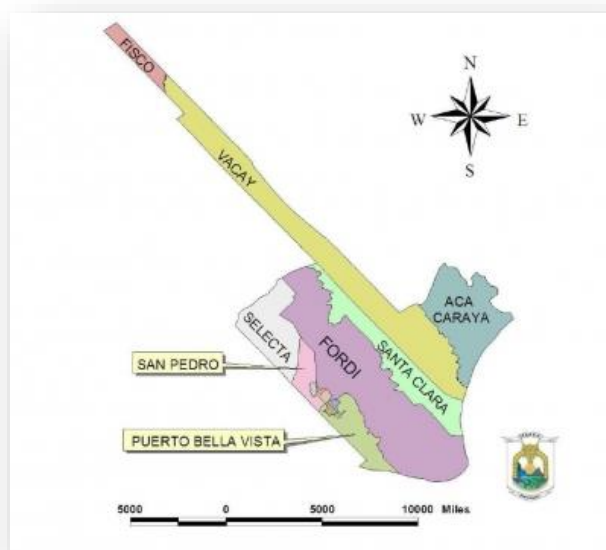 FISCO
N
W
E
S
VACAY
ACA
CARAYA
SELECTA
FORDI
SANTA CLARA
SAN PEDRO
PUERTO BELLA VISTA
5000
0
5000
10000 Miles